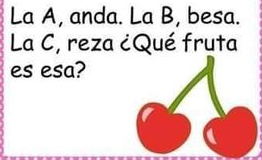 La A, anda. La B, besa.
La C, reza ¿Qué fruta
es esa?